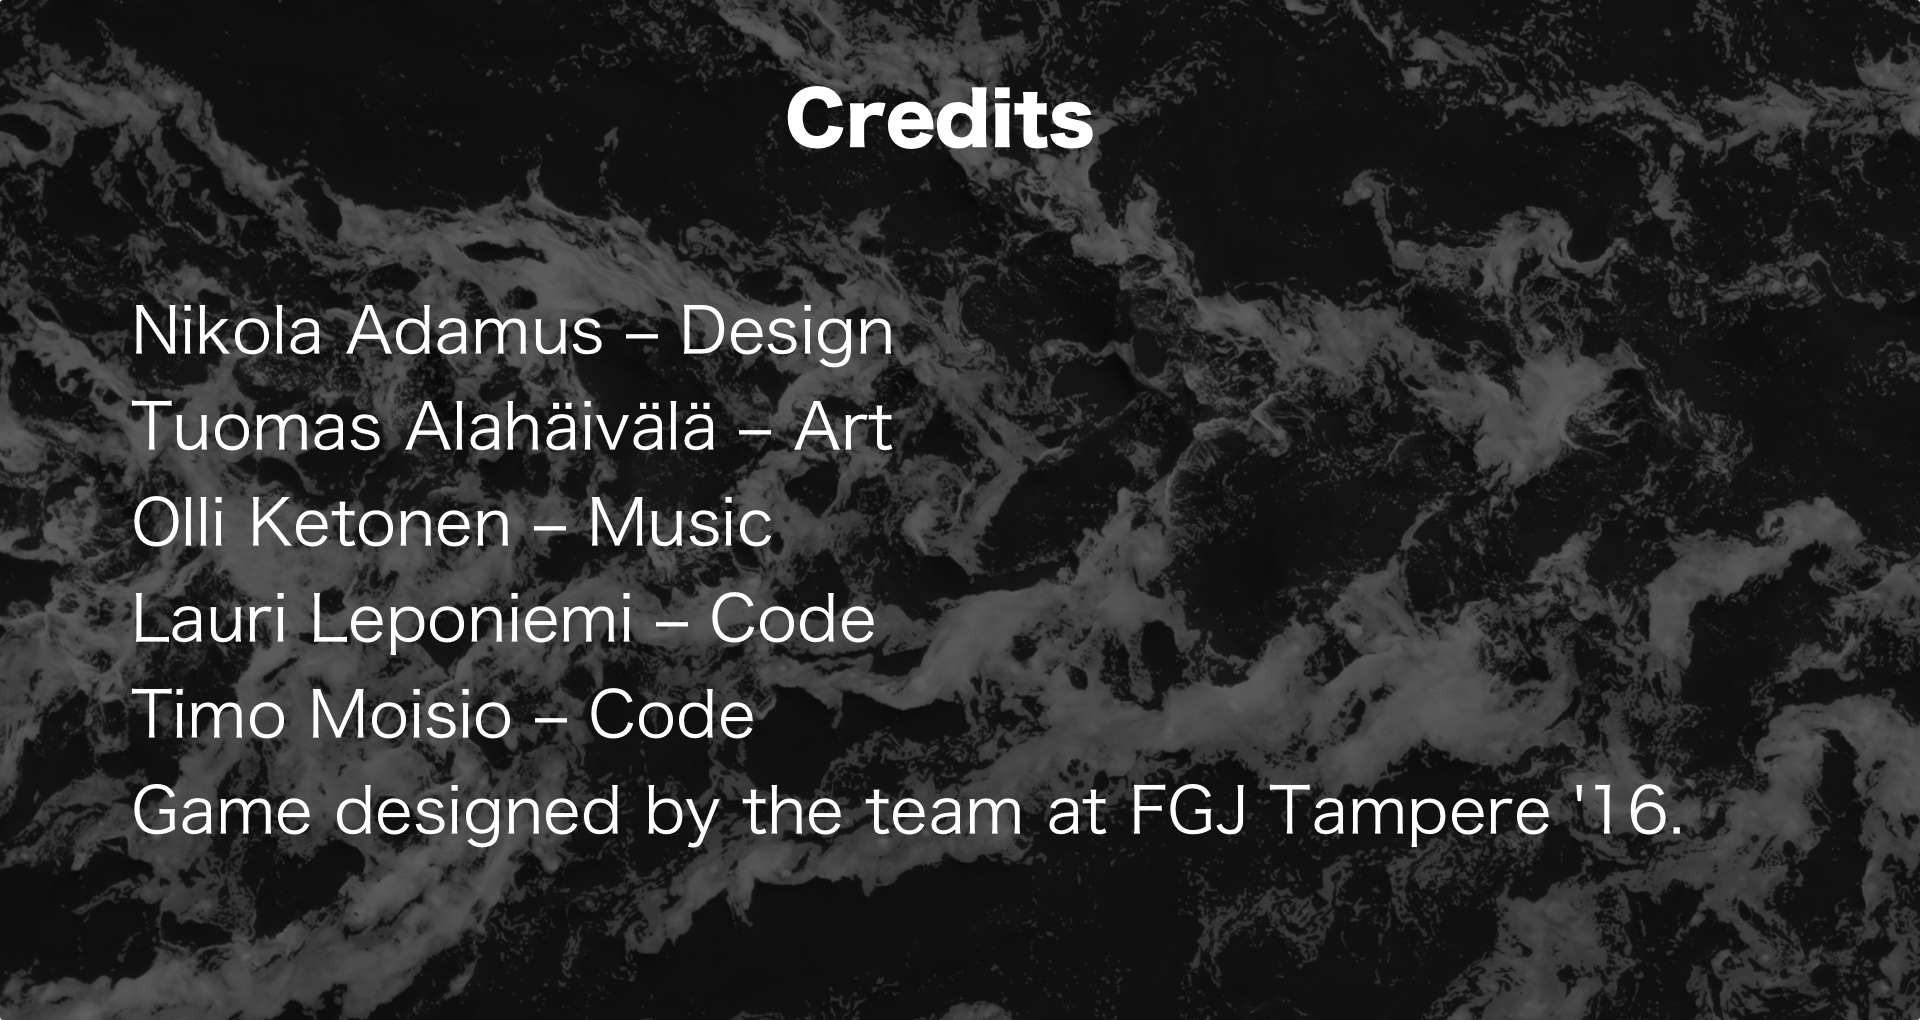 Credits
Nikola Adamus – Design
Tuomas Alahäivälä – Art
Olli Ketonen – Music
Lauri Leponiemi – Code
Timo Moisio – Code
Game designed by the team at FGJ Tampere '16.